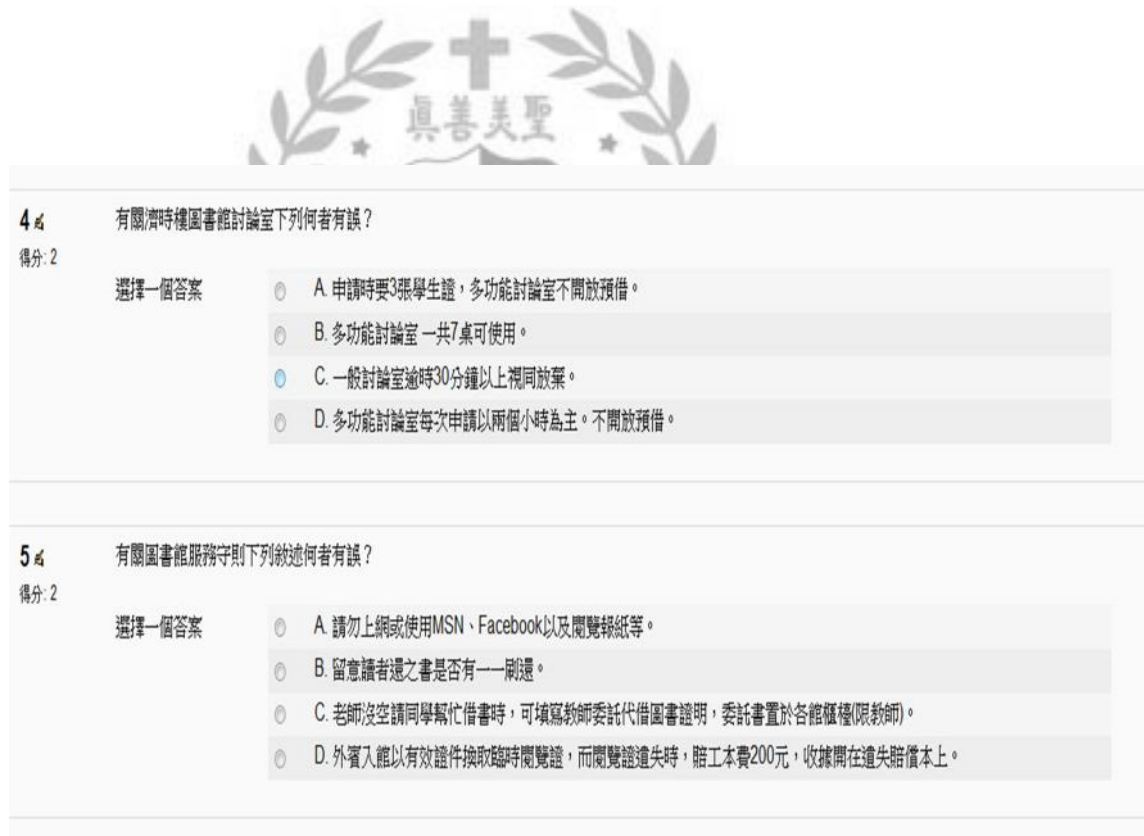 真善美聖
4 有關濟時樓圖書館討論室下列何者有誤？
得分: 2
選擇一個答案
A. 申請時要3張學生證，多功能討論室不開放預借。
B. 多功能討論室 一共7桌可使用。
C. 一般討論室逾時30分鐘以上視同放棄。
D. 多功能討論室每次申請以兩個小時為主。不開放預借。
5 有關圖書館服務守則下列敘述何者有誤？
得分: 2
選擇一個答案
A. 請勿上網或使用MSN、Facebook以及閱覽報紙等。
B. 留意讀者還之書是否有一一刷還。
C. 老師沒空請同學幫忙借書時，可填寫教師委託代借圖書證明，委託書置於各館櫃檯(限教師)。
D. 外賓入館以有效證件換取臨時閱覽證，而閱覽證遺失時，賠工本費200元，收據開在遺失賠償本上。